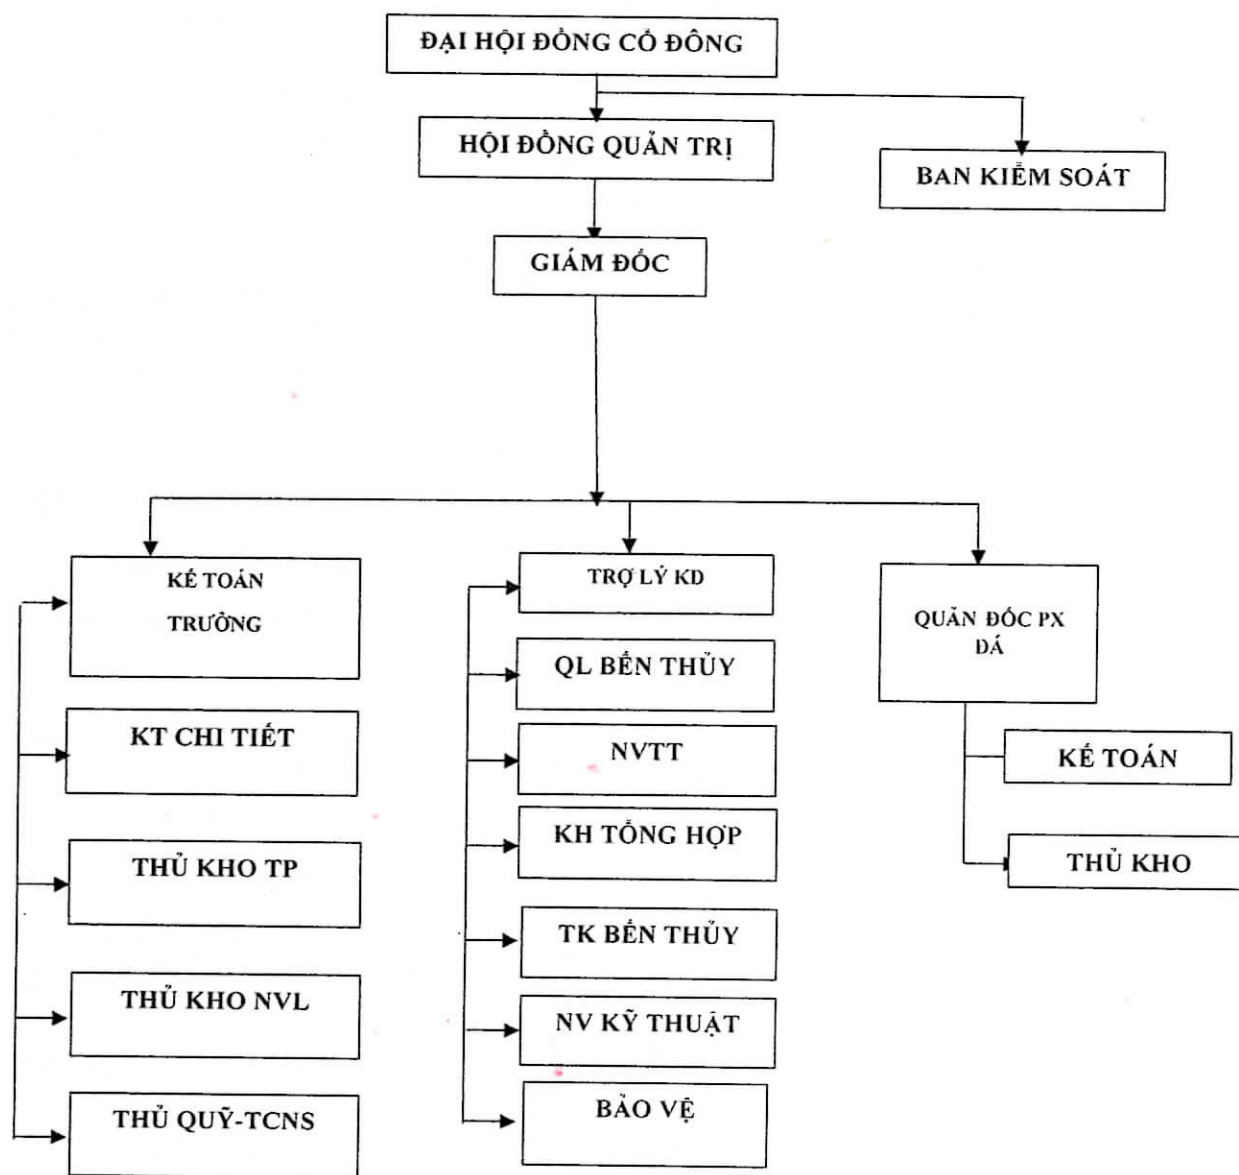 ĐẠI HỘI ĐỒNG CỔ ĐÔNG
HỘI ĐỒNG QUẢN TRỊ
BAN KIỂM SOÁT
GIÁM ĐỐC
KẾ TOÁN
TRƯỞNG
KT CHI TIẾT
THỦ KHO TP
THỦ KHO NVL
THỦ QUỸ-TCNS
TRỢ LÝ KD
QL BẾN THỦY
NVTT
KH TỔNG HỢP
TK BẾN THỦY
NV KỸ THUẬT
BẢO VỆ
QUẢN ĐỐC PX
ĐÁ
KẾ TOÁN
THỦ KHO